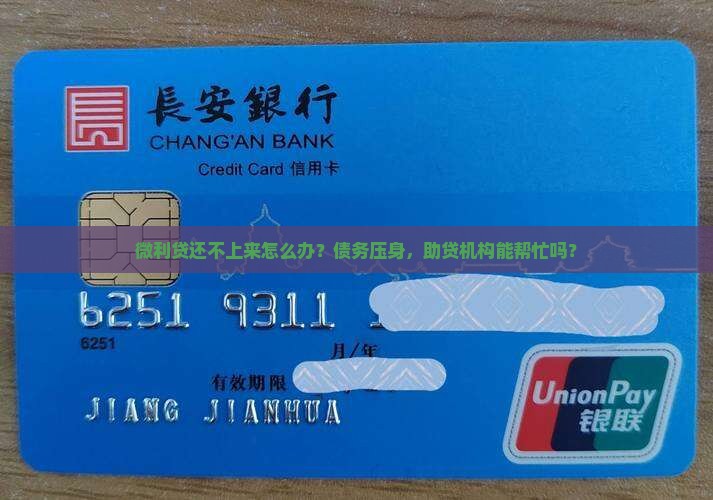 長安銀行
CHANG'AN BANK
Credit Card 信用卡
微利贷还不上来怎么办？债务压身，助贷机构能帮忙吗？
6251 9311
6251
月/年
有效期限
JIANG JIANHUA
UnionPay
银联